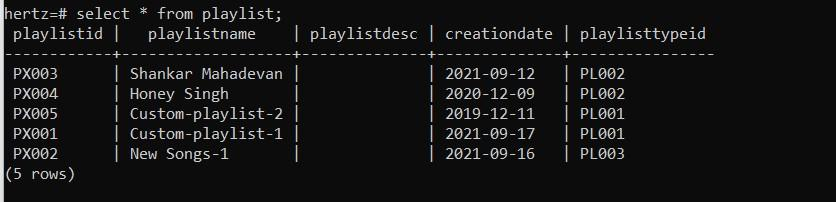 hertz=# select * from playlist;
 playlistid |   playlistname   | playlistdesc | creationdate | playlisttypeid
------------+------------------+--------------+--------------+----------------
 PX003      | Shankar Mahadevan |              | 2021-09-12   | PL002
 PX004      | Honey Singh       |              | 2020-12-09   | PL002
 PX005      | Custom-playlist-2 |              | 2019-12-11   | PL001
 PX001      | Custom-playlist-1 |              | 2021-09-17   | PL001
 PX002      | New Songs-1       |              | 2021-09-16   | PL003
(5 rows)